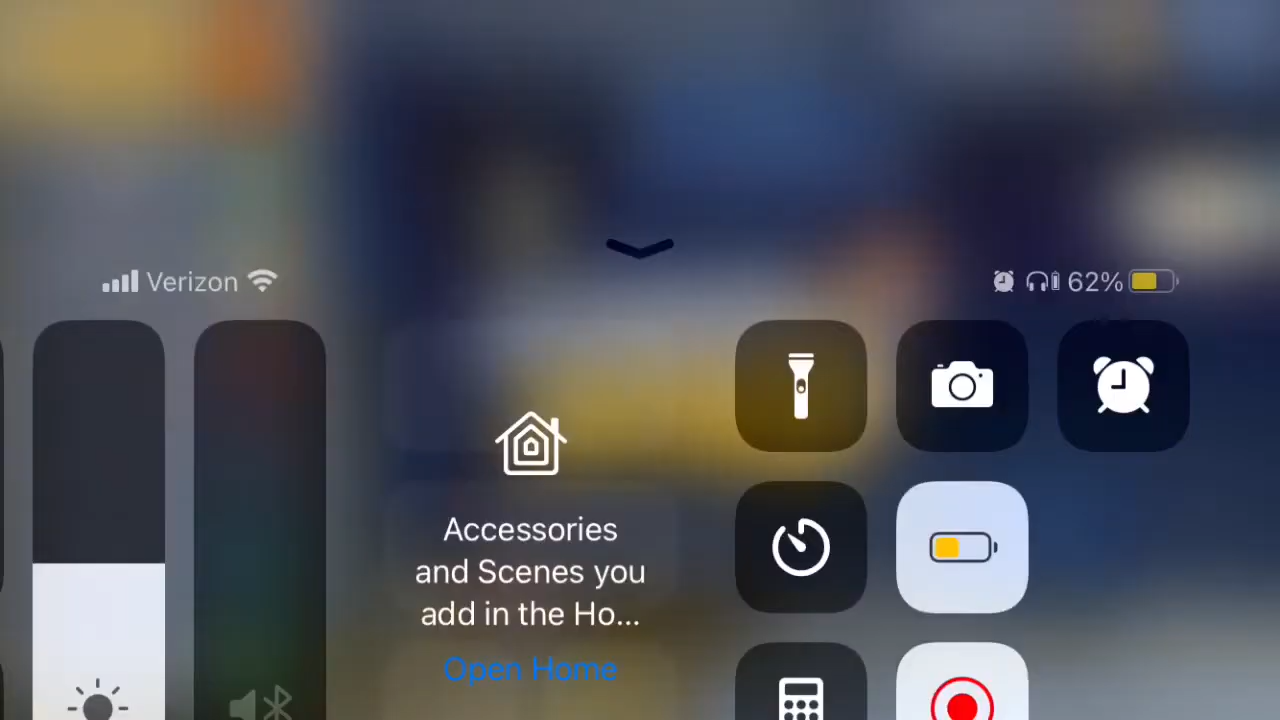 Verizon
62%
Accessories
and Scenes you
add in the Ho...
Open Home